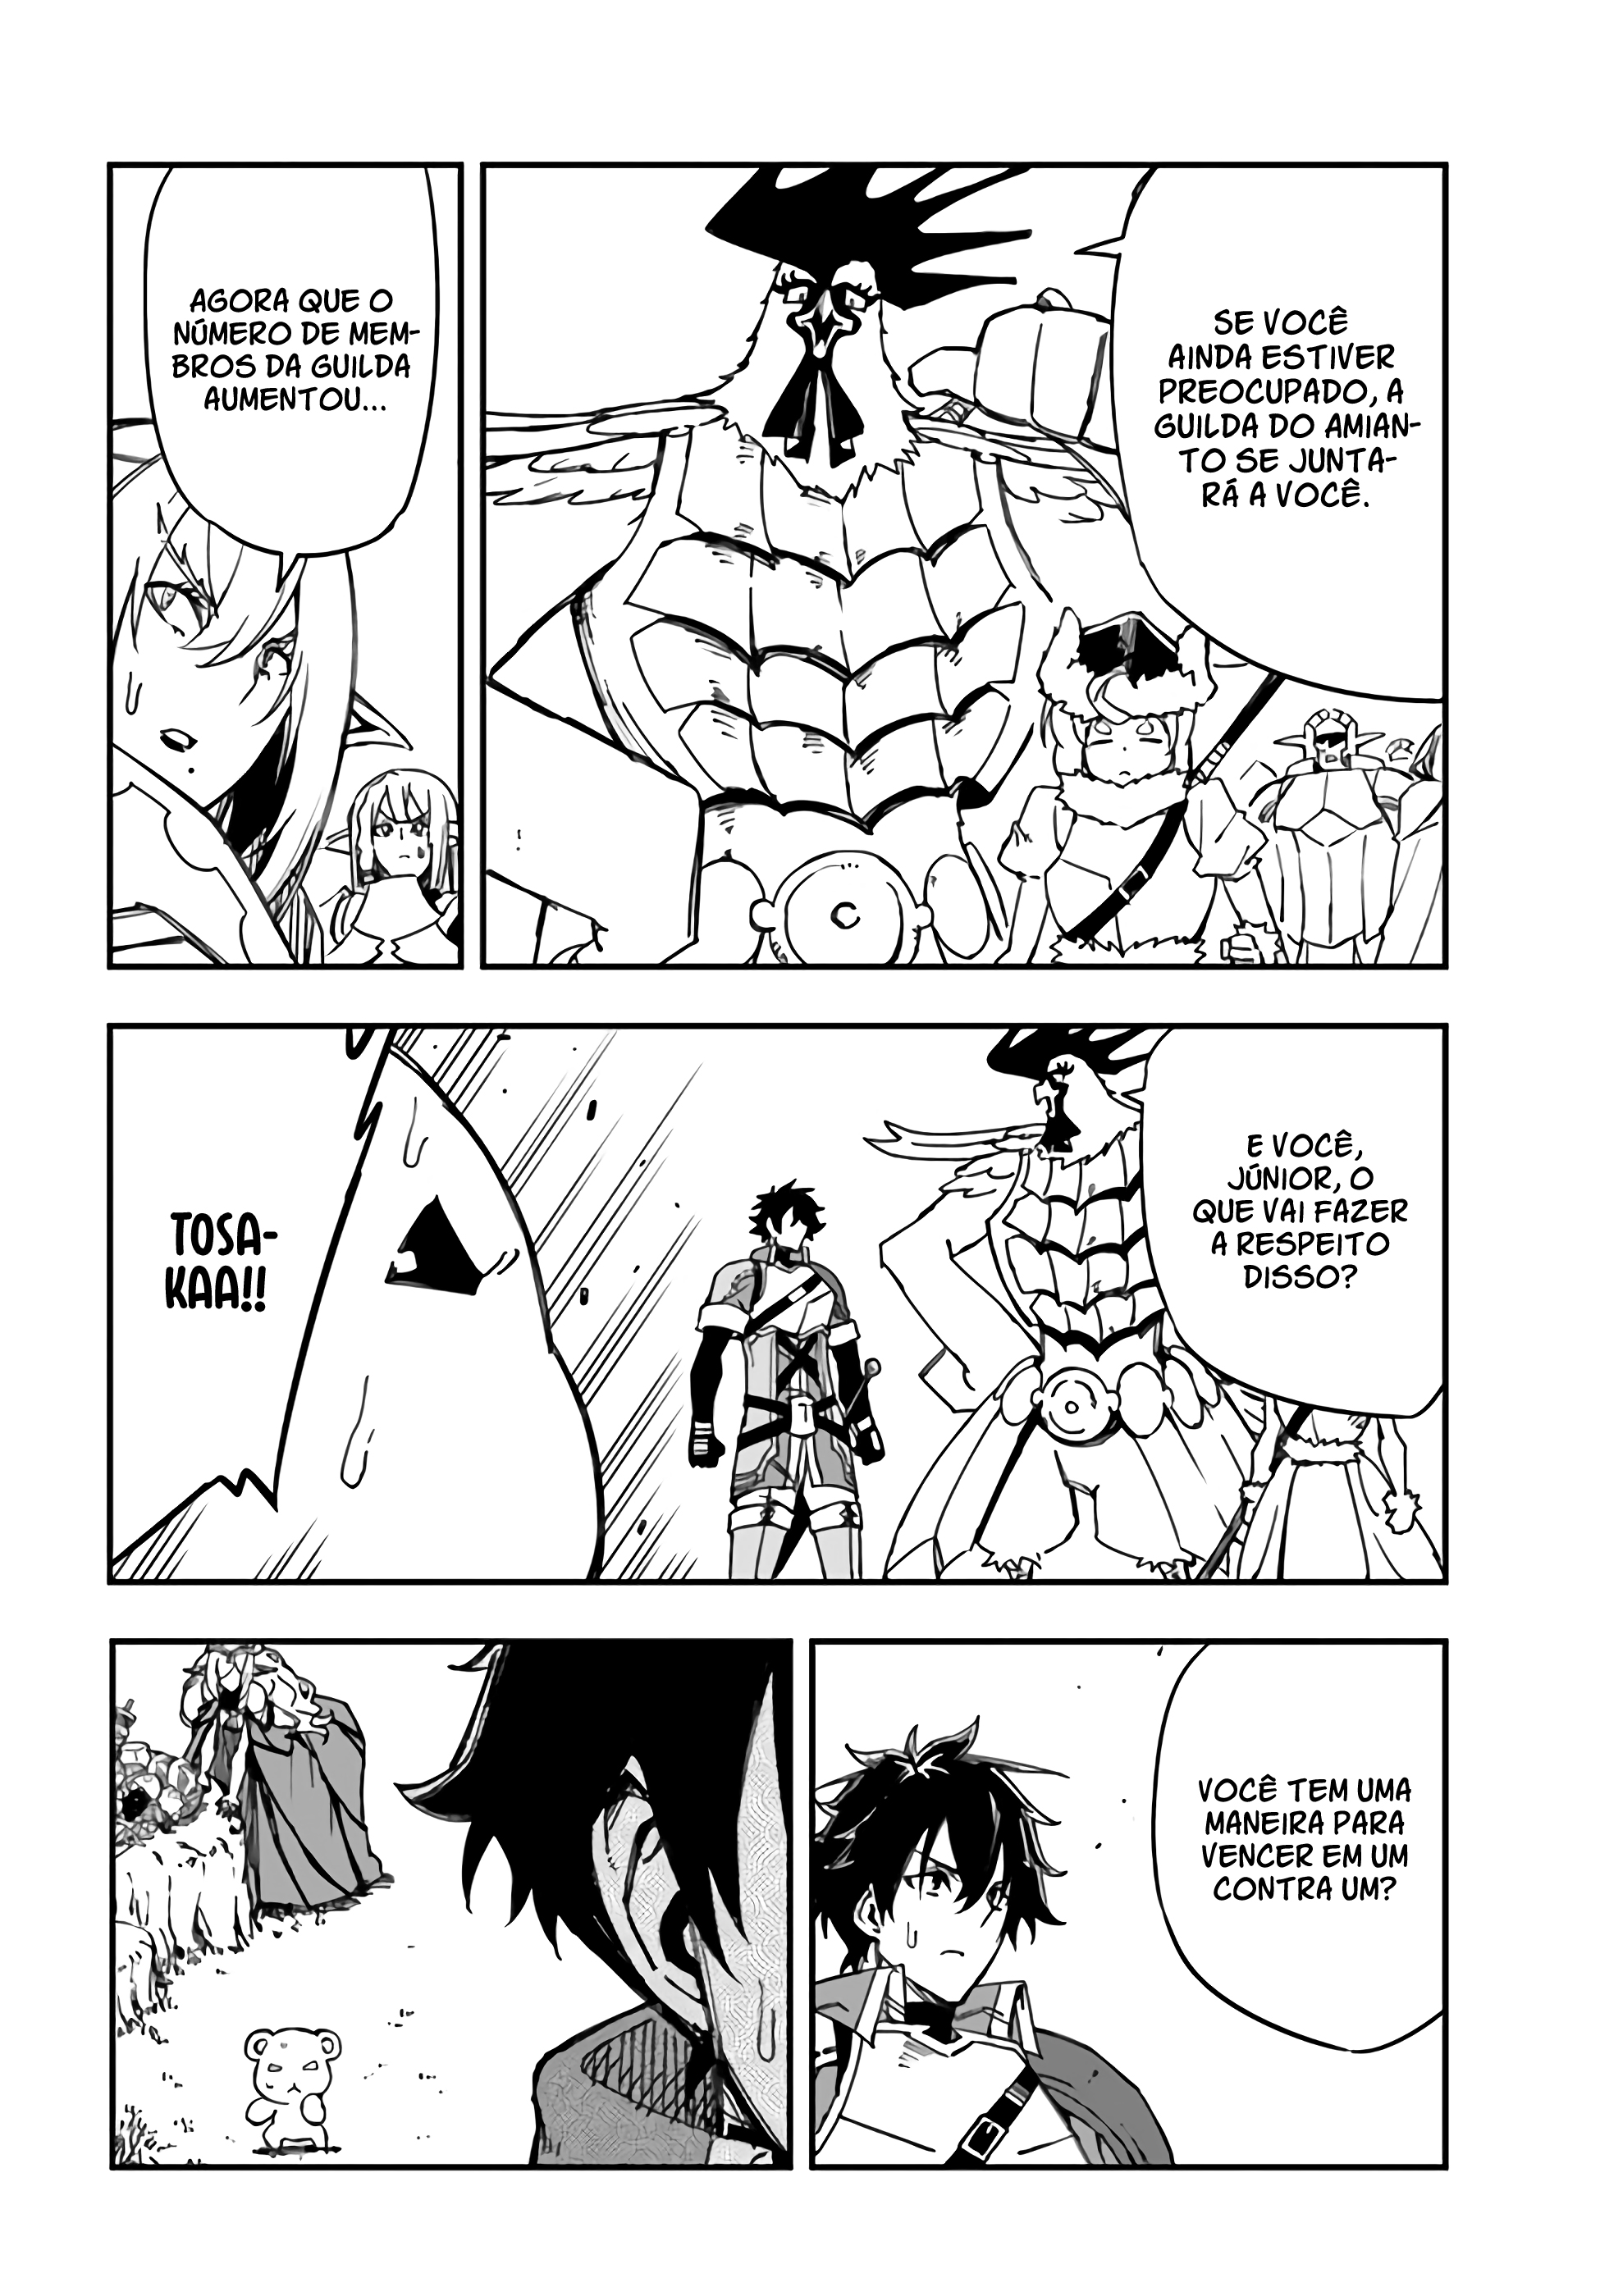 SE VOCÊ
AINDA ESTIVER
PREOCUPADO, A
GUILDA DO AMIAN-
TO SE JUNTA-
RÁ A VOCÊ.
AGORA QUE O
NÚMERO DE MEM-
BROS DA GUILDA
AUMENTOU...
E VOCÊ,
JÚNIOR, O
QUE VAI FAZER
A RESPEITO
DISSO?
TOSA-
KAA!!
VOCÊ TEM UMA
MANEIRA PARA
VENCER EM UM
CONTRA UM?